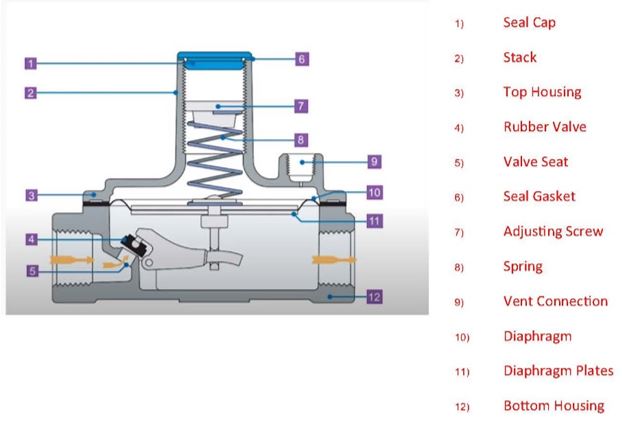 1
2
3
4
5
6
7
8
9
10
11
12
1) Seal Cap
2) Stack
3) Top Housing
4) Rubber Valve
5) Valve Seat
6) Seal Gasket
7) Adjusting Screw
8) Spring
9) Vent Connection
10) Diaphragm
11) Diaphragm Plates
12) Bottom Housing